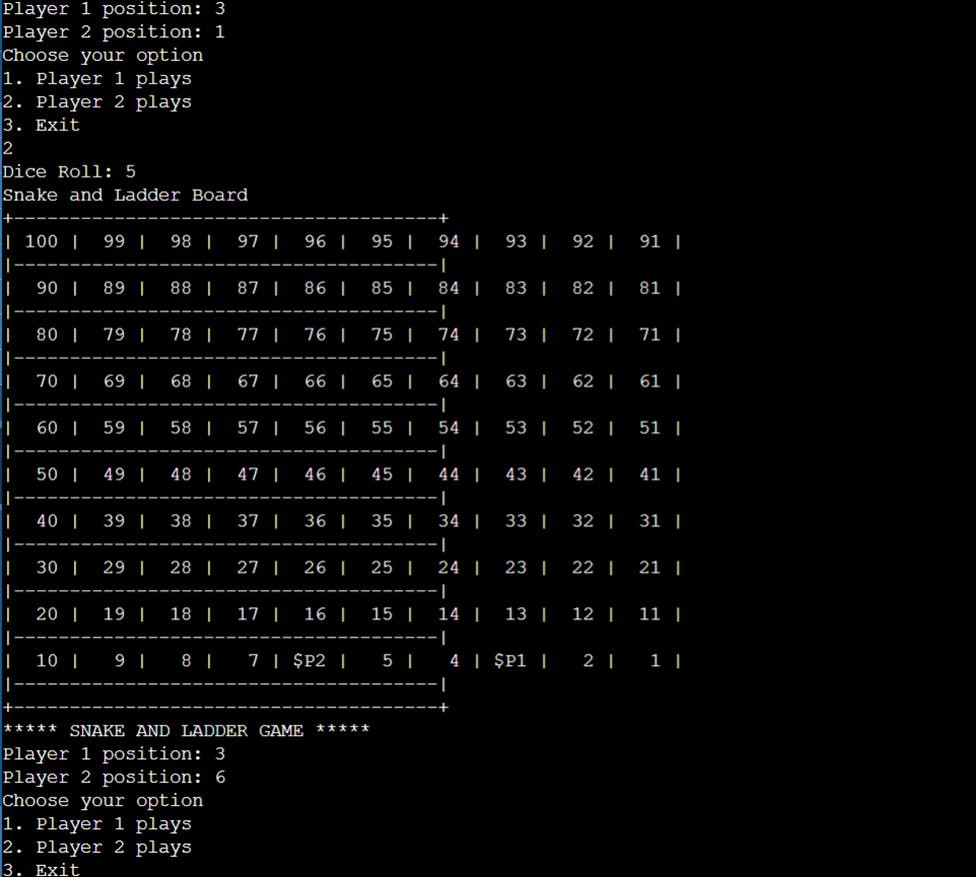 Player 1 position: 3
Player 2 position: 1
Choose your option
1. Player 1 plays
2. Player 2 plays
3. Exit
2
Dice Roll: 5
Snake and Ladder Board
+--------------------------------------+
| 100 |  99 |  98 |  97 |  96 |  95 |  94 |  93 |  92 |  91 |
|--------------------------------------|
|  90 |  89 |  88 |  87 |  86 |  85 |  84 |  83 |  82 |  81 |
|--------------------------------------|
|  80 |  79 |  78 |  77 |  76 |  75 |  74 |  73 |  72 |  71 |
|--------------------------------------|
|  70 |  69 |  68 |  67 |  66 |  65 |  64 |  63 |  62 |  61 |
|--------------------------------------|
|  60 |  59 |  58 |  57 |  56 |  55 |  54 |  53 |  52 |  51 |
|--------------------------------------|
|  50 |  49 |  48 |  47 |  46 |  45 |  44 |  43 |  42 |  41 |
|--------------------------------------|
|  40 |  39 |  38 |  37 |  36 |  35 |  34 |  33 |  32 |  31 |
|--------------------------------------|
|  30 |  29 |  28 |  27 |  26 |  25 |  24 |  23 |  22 |  21 |
|--------------------------------------|
|  20 |  19 |  18 |  17 |  16 |  15 |  14 |  13 |  12 |  11 |
|--------------------------------------|
|  10 |   9 |   8 |   7 | $P2 |   5 |   4 | $P1 |   2 |   1 |
|--------------------------------------|
+--------------------------------------+
***** SNAKE AND LADDER GAME *****
Player 1 position: 3
Player 2 position: 6
Choose your option
1. Player 1 plays
2. Player 2 plays
3. Exit